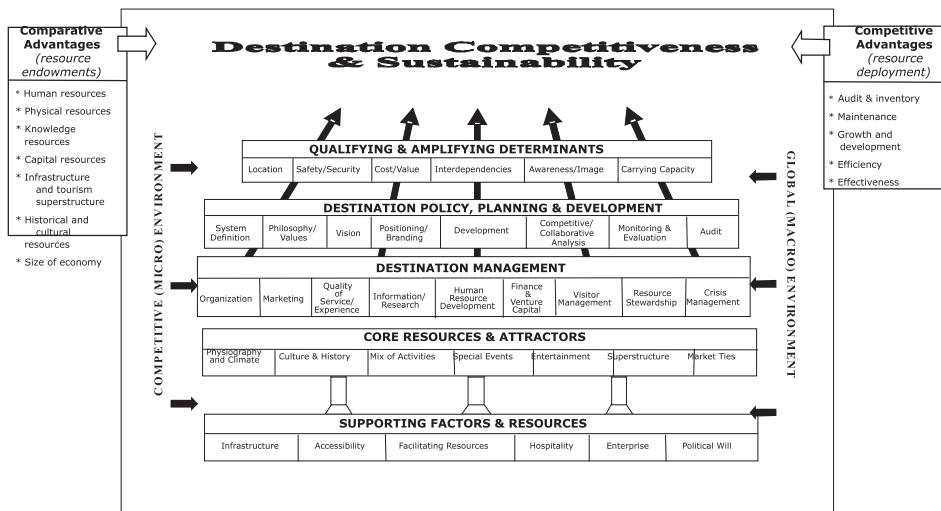 Comparative
Advantages
(resource
endowments)
* Human resources
* Physical resources
* Knowledge
resources
* Capital resources
* Infrastructure
and tourism
superstructure
* Historical and
cultural
resources
* Size of economy
Destination Competitiveness
& Sustainability
Competitive
Advantages
(resource
deployment)
* Audit & inventory
* Maintenance
* Growth and
development
* Efficiency
* Effectiveness
COMPETITIVE (MICRO) ENVIRONMENT
GLOBAL (MACRO) ENVIRONMENT
QUALIFYING & AMPLIFYING DETERMINANTS
Location
Safety/Security
Cost/Value
Interdependencies
Awareness/Image
Carrying Capacity
DESTINATION POLICY, PLANNING & DEVELOPMENT
System
Definition
Philosophy/
Values
Vision
Positioning/
Branding
Development
Competitive/
Collaborative
Analysis
Monitoring &
Evaluation
Audit
DESTINATION MANAGEMENT
Organization
Marketing
Quality
of
Service/
Experience
Information/
Research
Human
Resource
Development
Finance
&
Venture
Capital
Visitor
Management
Resource
Stewardship
Crisis
Management
CORE RESOURCES & ATTRACTORS
Physiography
and Climate
Culture & History
Mix of Activities
Special Events
Entertainment
Superstructure
Market Ties
SUPPORTING FACTORS & RESOURCES
Infrastructure
Accessibility
Facilitating Resources
Hospitality
Enterprise
Political Will